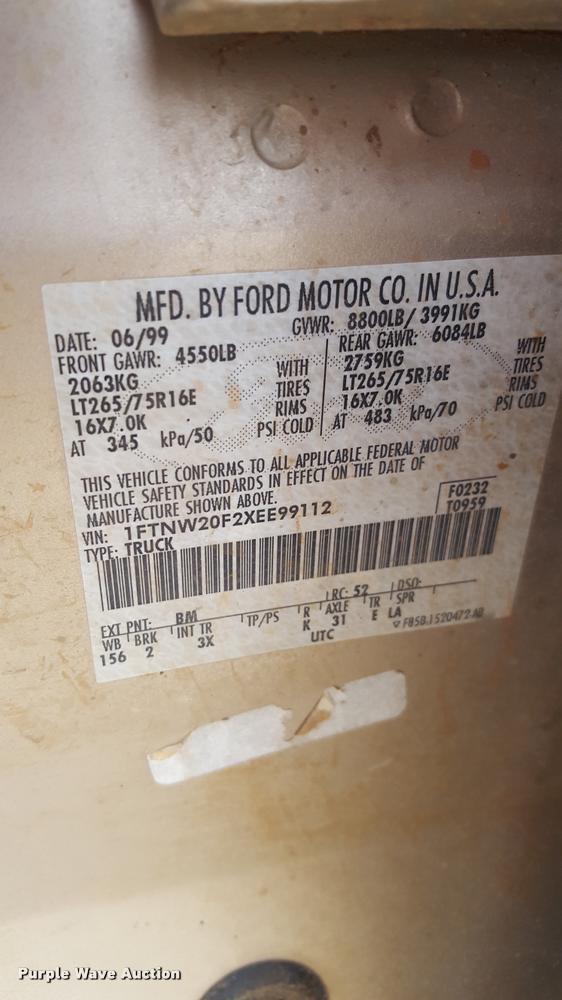 MFD. BY FORD MOTOR CO. IN U.S.A.
DATE: 06/99 GVWR: 8800LB/ 3991KG
FRONT GAWR: 4550LB REAR GAWR: 6084LB
2063KG WITH 2759KG WITH
LT265/75R16E TIRES LT265/75R16E TIRES
16X7.0K RIMS 16X7.0K RIMS
AT 345 kPa/50 PSI COLD AT 483 kPa/70 PSI COLD
THIS VEHICLE CONFORMS TO ALL APPLICABLE FEDERAL MOTOR
VEHICLE SAFETY STANDARDS IN EFFECT ON THE DATE OF
MANUFACTURE SHOWN ABOVE.
F0232
VIN: 1FTNW20F2XEE99112 T0959
TYPE: TRUCK
EXT PNT: BM RC: 52 DSO:
WB BRK INT TR TP/PS R AXLE TR SPR
156 2 3X K 31 E LA
UTC F85B-1520472-AB
Purple Wave Auction